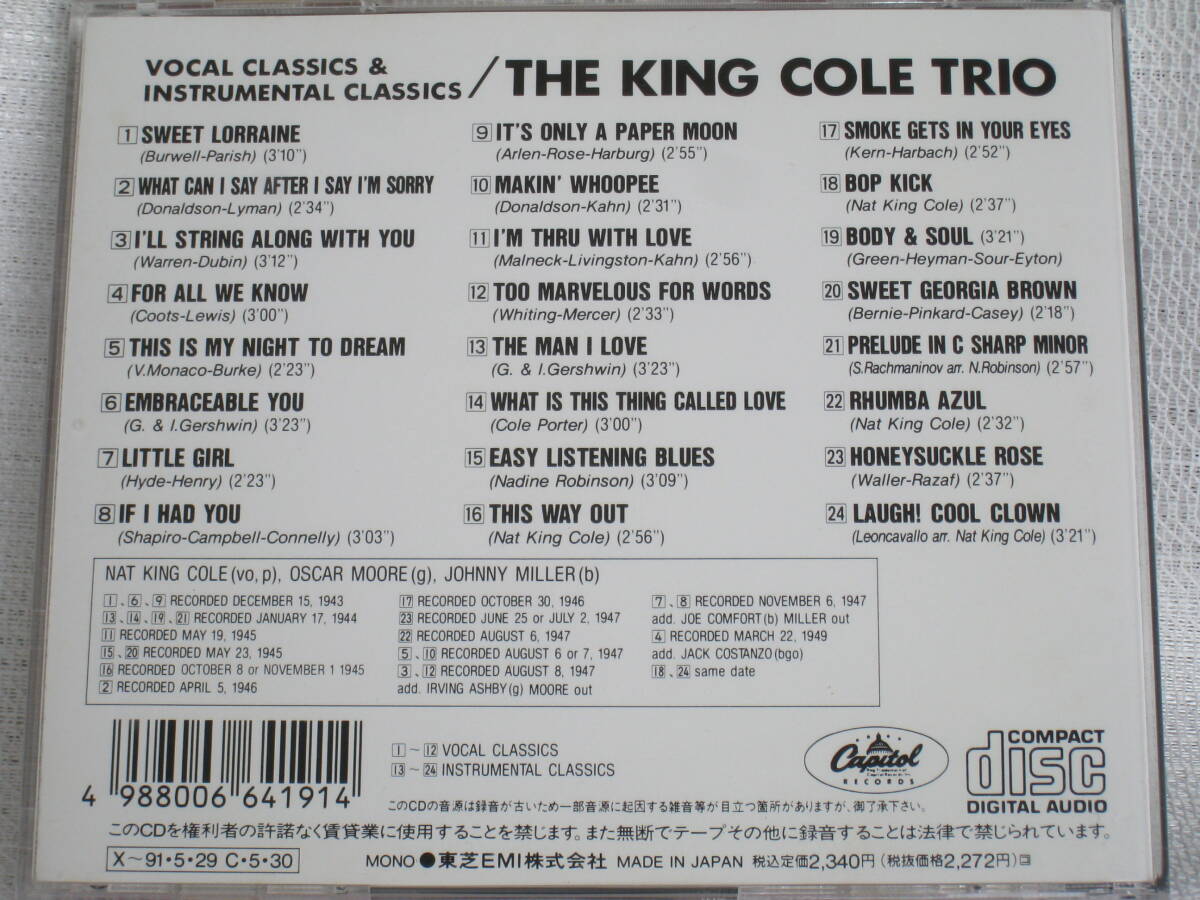 VOCAL CLASSICS &
INSTRUMENTAL CLASSICS / THE KING COLE TRIO
1 SWEET LORRAINE
(Burwell-Parish) (3'10")
2 WHAT CAN I SAY AFTER I SAY I'M SORRY
(Donaldson-Lyman) (2'34")
3 I'LL STRING ALONG WITH YOU
(Warren-Dubin) (3'12")
4 FOR ALL WE KNOW
(Coots-Lewis) (3'00")
5 THIS IS MY NIGHT TO DREAM
(V.Monaco-Burke) (2'23")
6 EMBRACEABLE YOU
(G. & I.Gershwin) (3'23")
7 LITTLE GIRL
(Hyde-Henry) (2'23")
8 IF I HAD YOU
(Shapiro-Campbell-Connelly) (3'03")
9 IT'S ONLY A PAPER MOON
(Arlen-Rose-Harburg) (2'55")
10 MAKIN' WHOOPEE
(Donaldson-Kahn) (2'31")
11 I'M THRU WITH LOVE
(Malneck-Livingston-Kahn) (2'56")
12 TOO MARVELOUS FOR WORDS
(Whiting-Mercer) (2'33")
13 THE MAN I LOVE
(G. & I.Gershwin) (3'23")
14 WHAT IS THIS THING CALLED LOVE
(Cole Porter) (3'00")
15 EASY LISTENING BLUES
(Nadine Robinson) (3'09")
16 THIS WAY OUT
(Nat King Cole) (2'56")
17 SMOKE GETS IN YOUR EYES
(Kern-Harbach) (2'52")
18 BOP KICK
(Nat King Cole) (2'37")
19 BODY & SOUL (3'21")
(Green-Heyman-Sour-Eyton)
20 SWEET GEORGIA BROWN
(Bernie-Pinkard-Casey) (2'18")
21 PRELUDE IN C SHARP MINOR
(S.Rachmaninov arr. N.Robinson) (2'57")
22 RHUMBA AZUL
(Nat King Cole) (2'32")
23 HONEYSUCKLE ROSE
(Waller-Razaf) (2'37")
24 LAUGH! COOL CLOWN
(Leoncavallo arr. Nat King Cole) (3'21")
NAT KING COLE (vo, p), OSCAR MOORE (g), JOHNNY MILLER (b)
1、6、9 RECORDED DECEMBER 15, 1943
13、14、19、21 RECORDED JANUARY 17, 1944
11 RECORDED MAY 19, 1945
15、20 RECORDED MAY 23, 1945
16 RECORDED OCTOBER 8 or NOVEMBER 1 1945
2 RECORDED APRIL 5, 1946
17 RECORDED OCTOBER 30, 1946
23 RECORDED JUNE 25 or JULY 2, 1947
22 RECORDED AUGUST 6, 1947
5、10 RECORDED AUGUST 6 or 7, 1947
3、12 RECORDED AUGUST 8, 1947
add. IRVING ASHBY(g) MOORE out
7、8 RECORDED NOVEMBER 6, 1947
add. JOE COMFORT(b) MILLER out
4 RECORDED MARCH 22, 1949
add. JACK COSTANZO(bgo)
18、24 same date
4 988006 641914
1〜12 VOCAL CLASSICS
13〜24 INSTRUMENTAL CLASSICS
Capitol
RECORDS
COMPACT
disc
DIGITAL AUDIO
このCDの音源は録音が古いため一部音源に起因する雑音等が目立つ箇所がありますが、御了承下さい。
このCDを権利者の許諾なく賃貸業に使用することを禁じます。また無断でテープその他に録音することは法律で禁じられています。
X〜91・5・29 C・5・30
MONO ●東芝EMI株式会社 MADE IN JAPAN 税込定価2,340円(税抜価格2,272円)